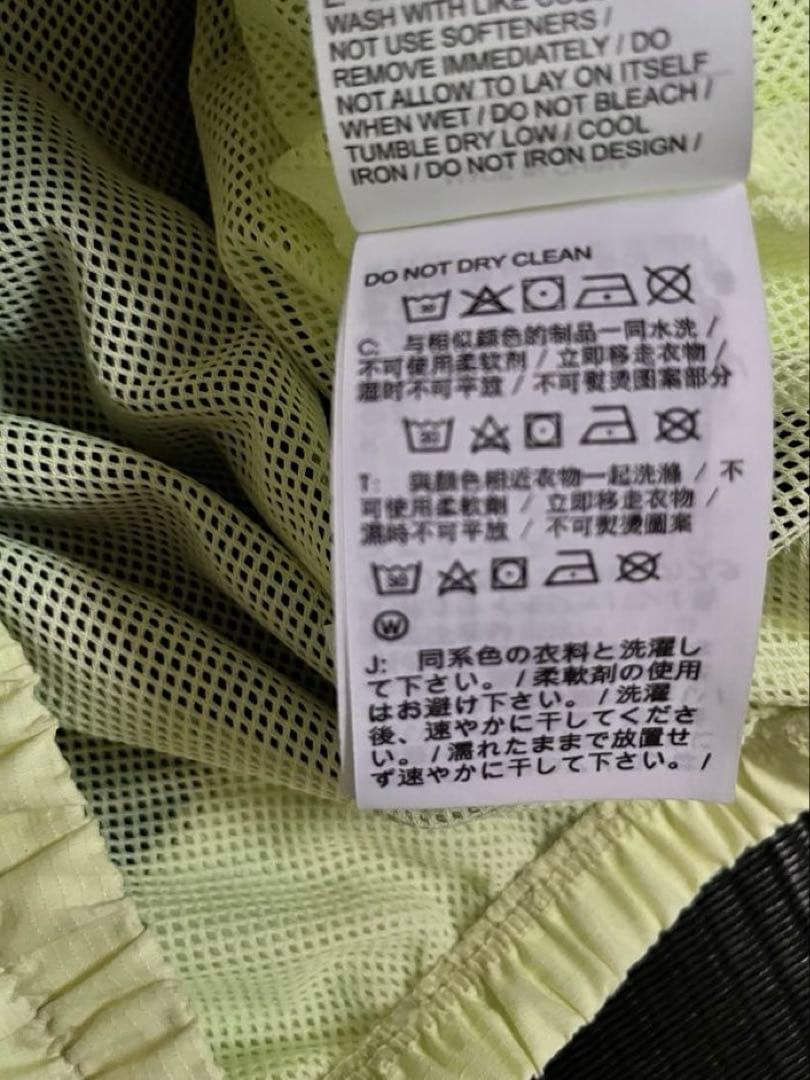 WASH WITH LIKE
NOT USE SOFTENERS /
REMOVE IMMEDIATELY / DO
NOT ALLOW TO LAY ON ITSELF
WHEN WET / DO NOT BLEACH /
TUMBLE DRY LOW / COOL
IRON / DO NOT IRON DESIGN /
DO NOT DRY CLEAN
30
C: 与相似颜色的制品一同水洗 /
不可使用柔软剂 / 立即移走衣物 /
湿时不可平放 / 不可熨烫图案部分
30
T: 與顏色相近衣物一起洗滌 / 不
可使用柔軟劑 / 立即移走衣物 /
濕時不可平放 / 不可熨燙圖案
30
W
J: 同系色の衣料と洗濯し
て下さい。 / 柔軟剤の使用
はお避け下さい。 / 洗濯
後、速やかに干してくださ
い。 / 濡れたままで放置せ
ず速やかに干して下さい。 /